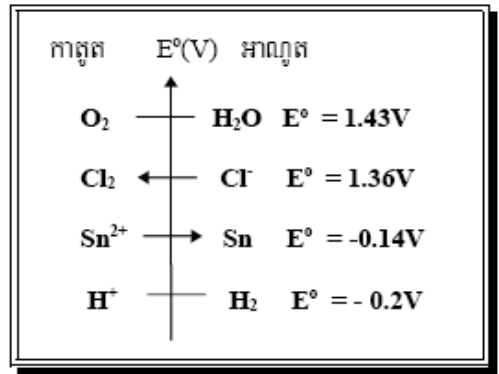 កាតូត E°(V) អាណូត
O₂ H₂O E° = 1.43V
Cl₂ Cl⁻ E° = 1.36V
Sn²⁺ Sn E° = -0.14V
H⁺ H₂ E° = - 0.2V